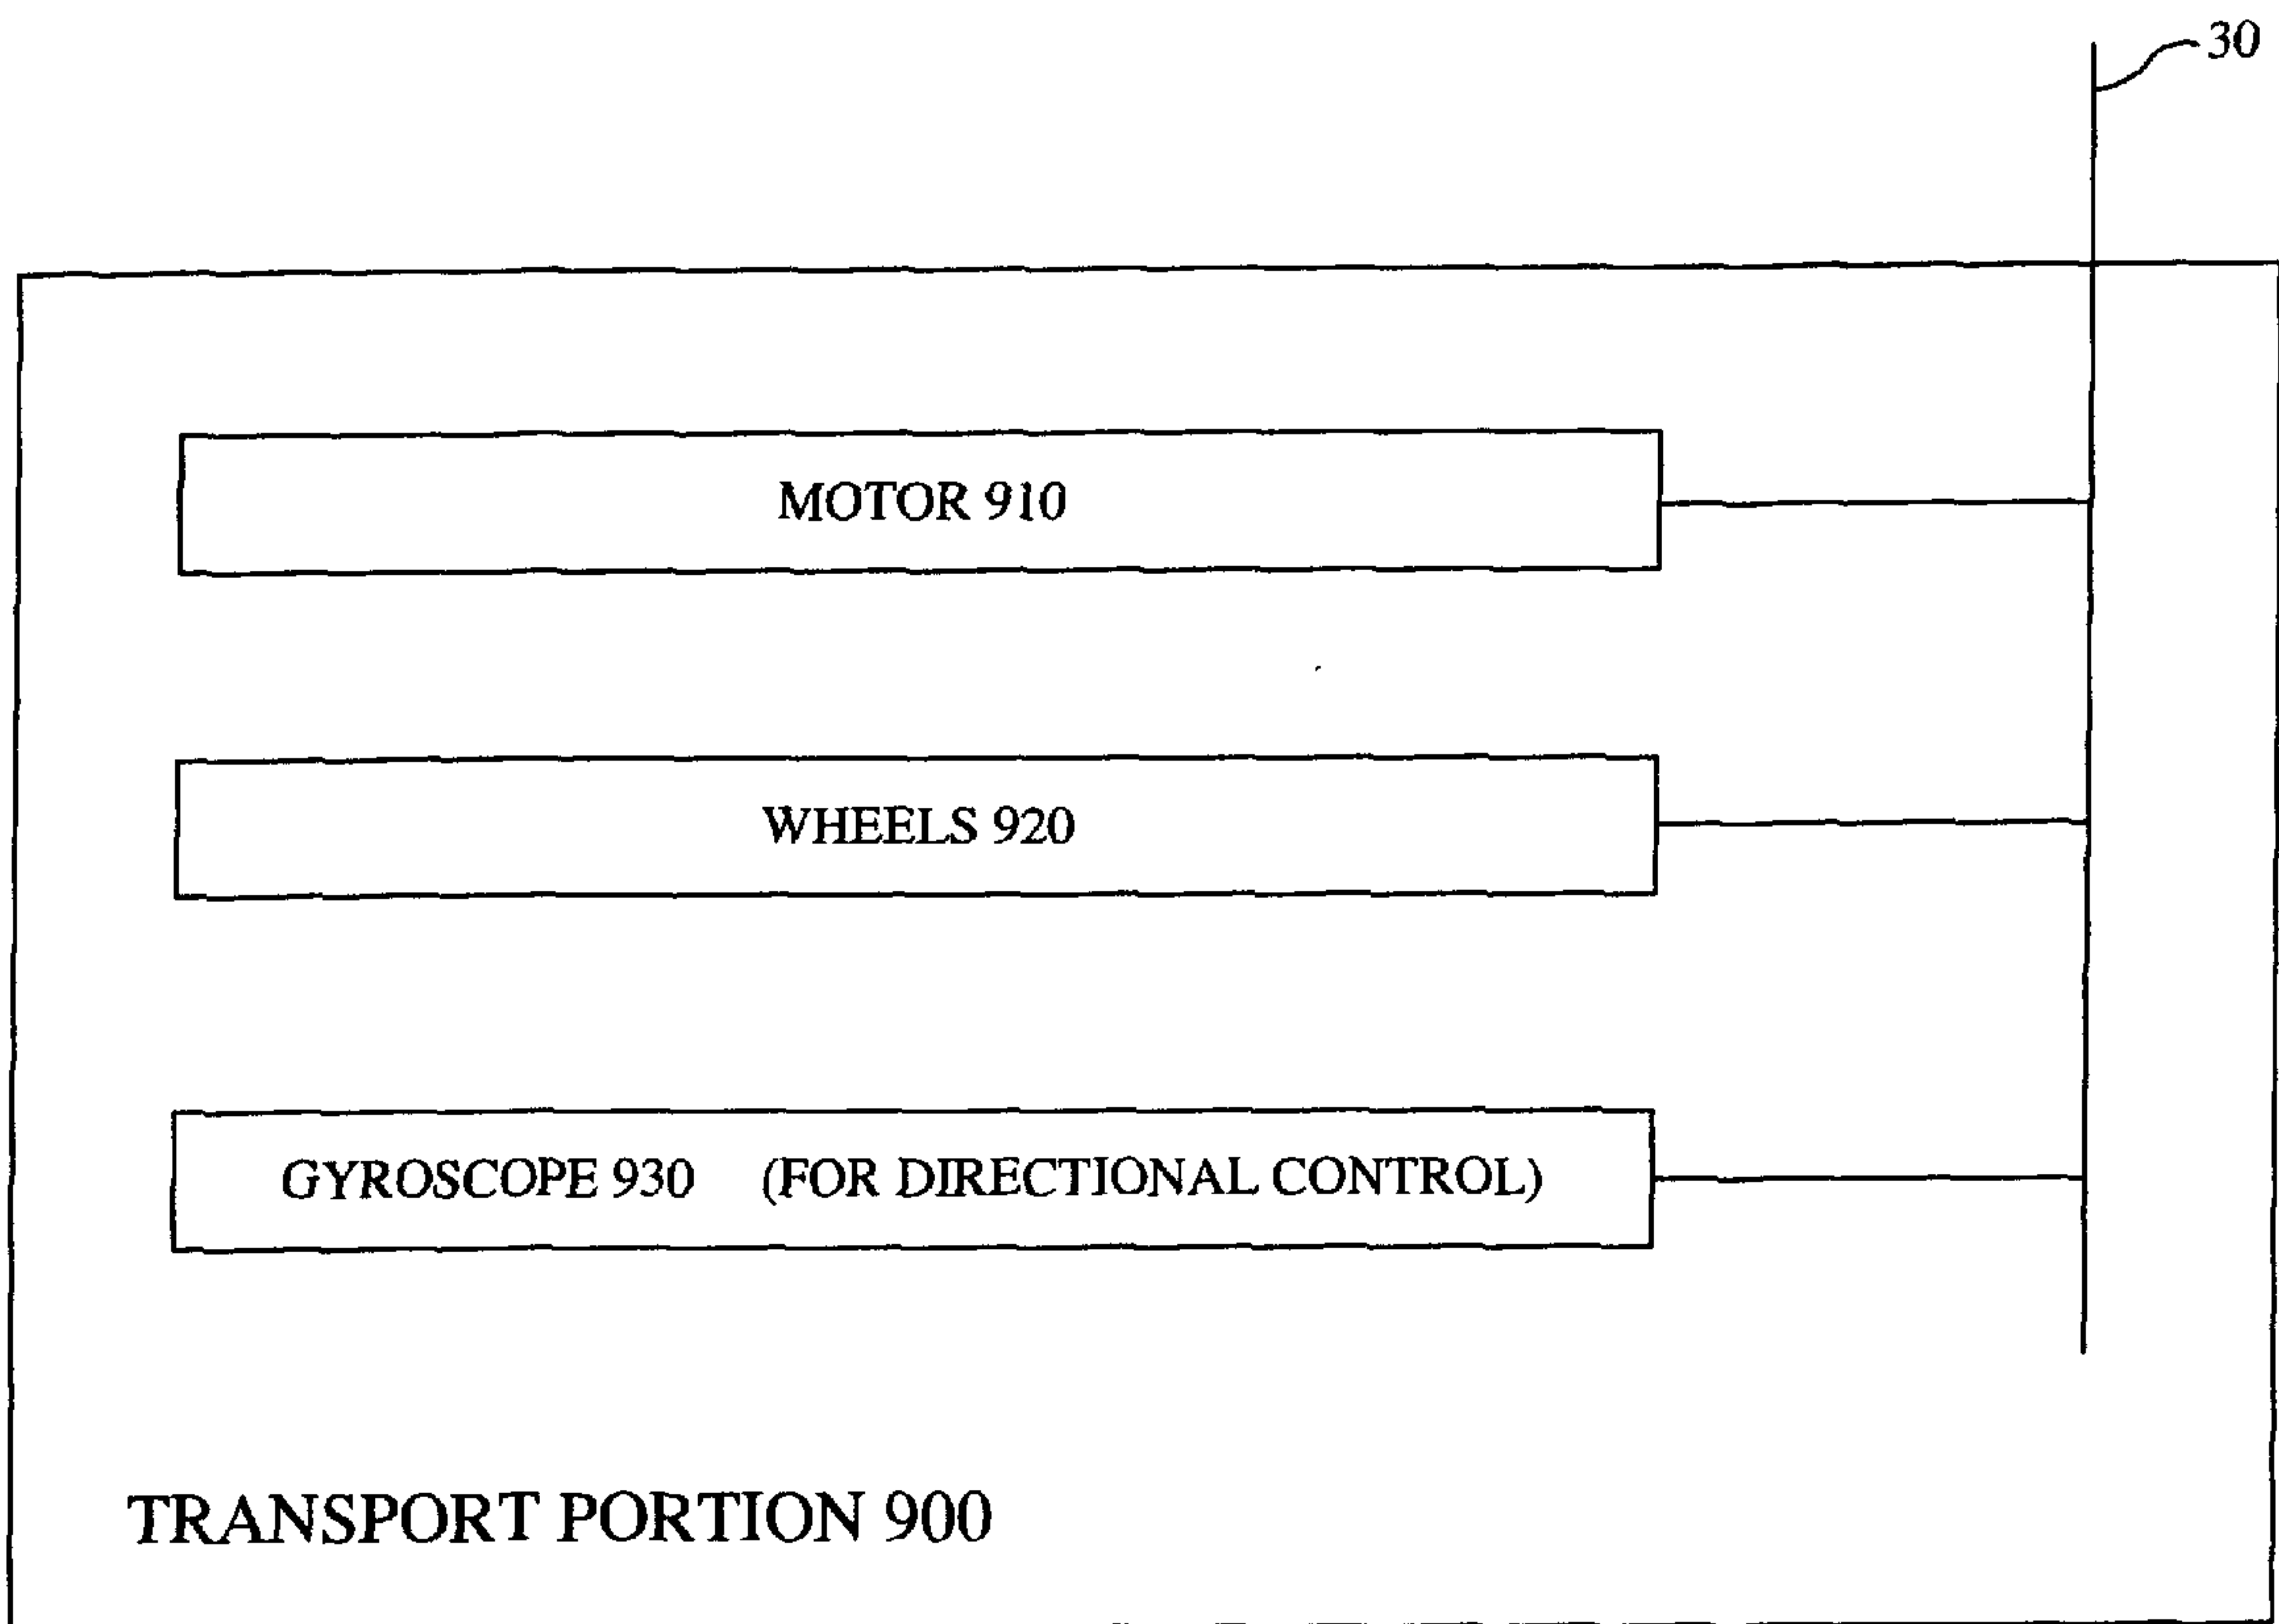 30
MOTOR 910
WHEELS 920
GYROSCOPE 930 (FOR DIRECTIONAL CONTROL)
TRANSPORT PORTION 900